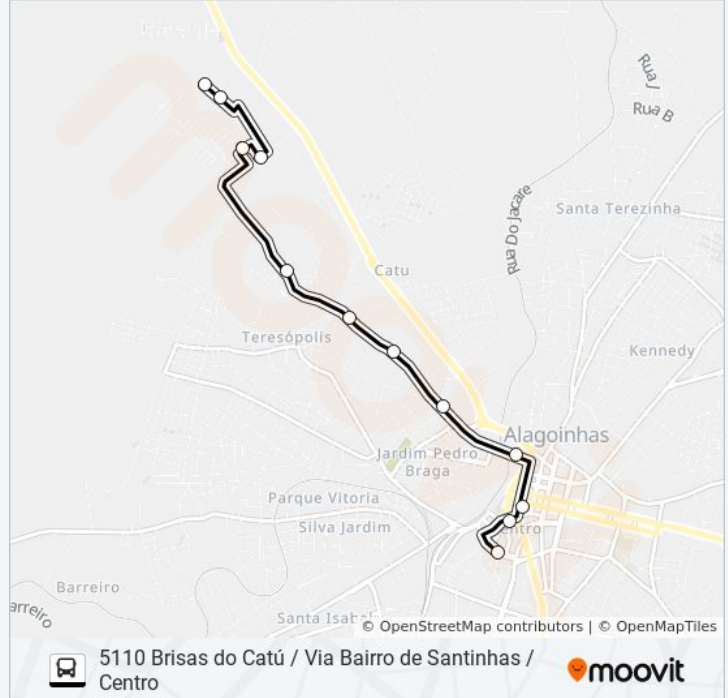 Rua J
Rua B
Santa Terezinha
Rua Do Jacare
Catu
Teresópolis
Kennedy
Alagoinhas
Jardim Pedro
Braga
Parque Vitoria
Silva Jardim
Barreiro
arreiro
© OpenStreetMap contributors | © OpenMapTiles
5110 Brisas do Catú / Via Bairro de Santinhas /
Centro
moovit